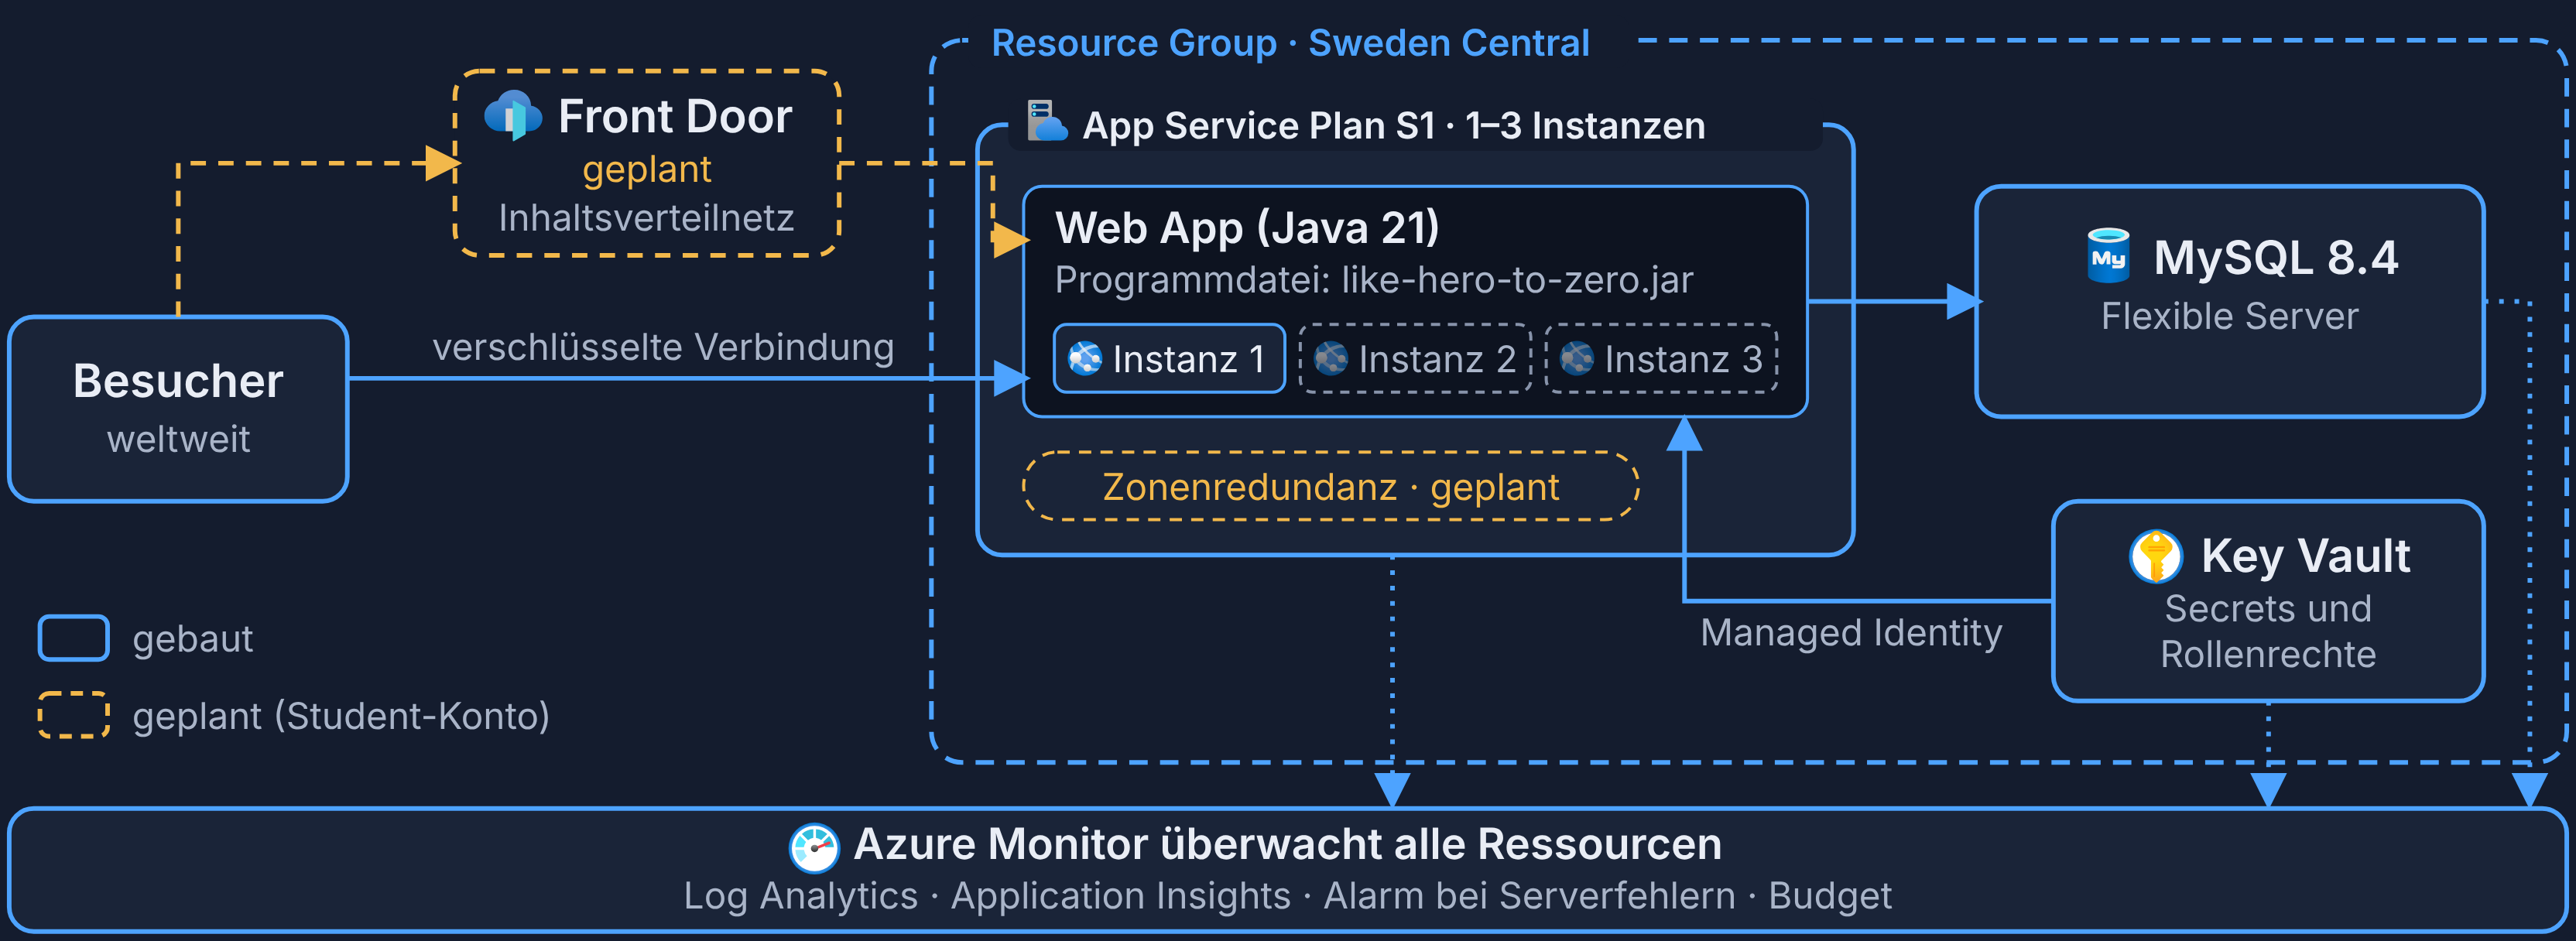 Resource Group · Sweden Central
Front Door
geplant
Inhaltsverteilnetz
App Service Plan S1 · 1–3 Instanzen
Web App (Java 21)
Programmdatei: like-hero-to-zero.jar
Instanz 1
Instanz 2
Instanz 3
Zonenredundanz · geplant
My
MySQL 8.4
Flexible Server
Besucher
weltweit
verschlüsselte Verbindung
Key Vault
Secrets und
Rollenrechte
Managed Identity
gebaut
geplant (Student-Konto)
Azure Monitor überwacht alle Ressourcen
Log Analytics · Application Insights · Alarm bei Serverfehlern · Budget